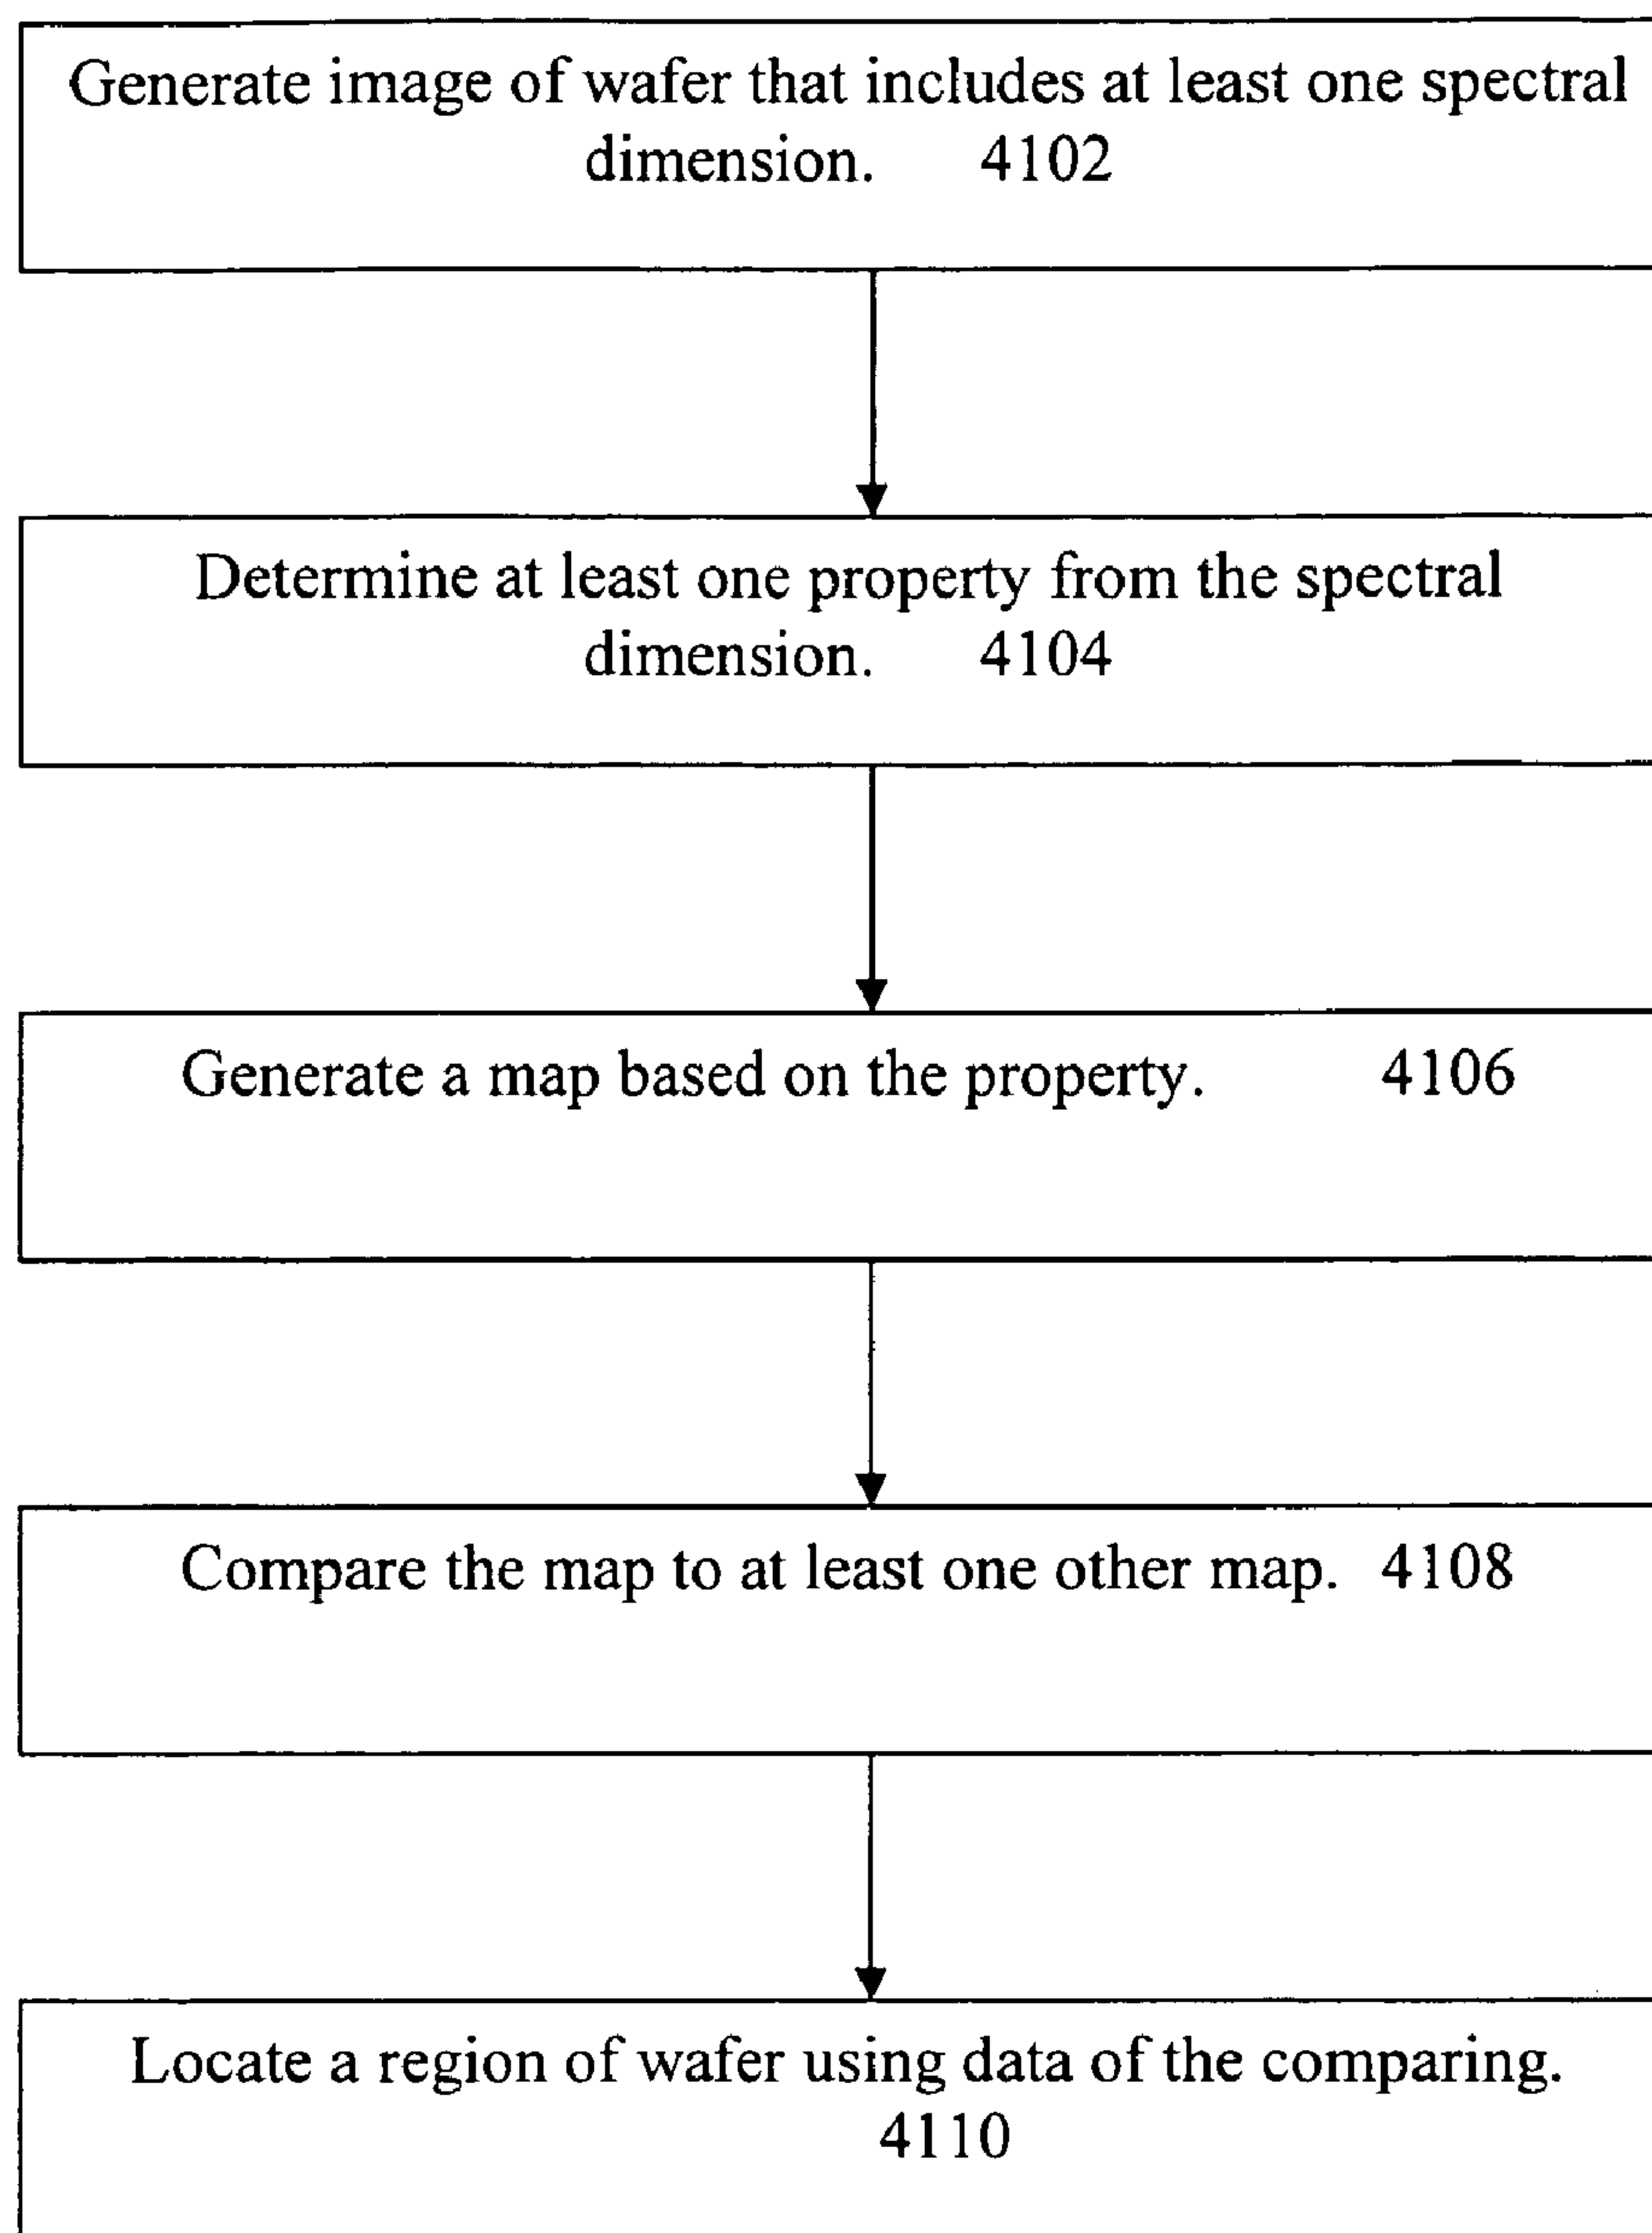 Generate image of wafer that includes at least one spectral
dimension. 4102
Determine at least one property from the spectral
dimension. 4104
Generate a map based on the property. 4106
Compare the map to at least one other map. 4108
Locate a region of wafer using data of the comparing.
4110